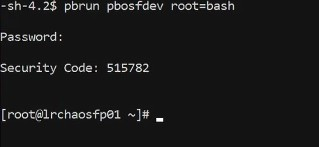 -sh-4.2$ pbrun pbosfdev root=bash
Password:
Security Code: 515782
[root@lrchaosfp01 ~]#